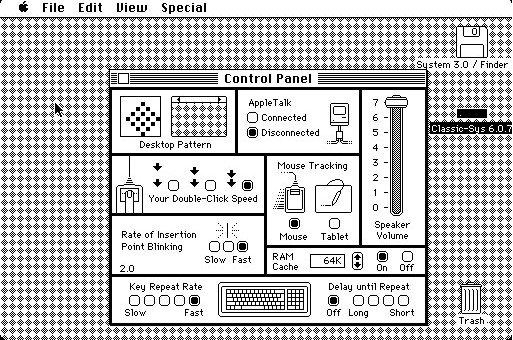 File Edit View Special
System 3.0 / Finder
Control Panel
Desktop Pattern
AppleTalk
Connected
Disconnected
7
6
5
4
3
2
1
0
Speaker
Volume
Classic-Sys 6.0.7
Your Double-Click Speed
Mouse Tracking
Mouse Tablet
Rate of Insertion
Point Blinking
Slow Fast
2.0
RAM
Cache
64K
On Off
Key Repeat Rate
Slow Fast
Delay until Repeat
Off Long Short
Trash